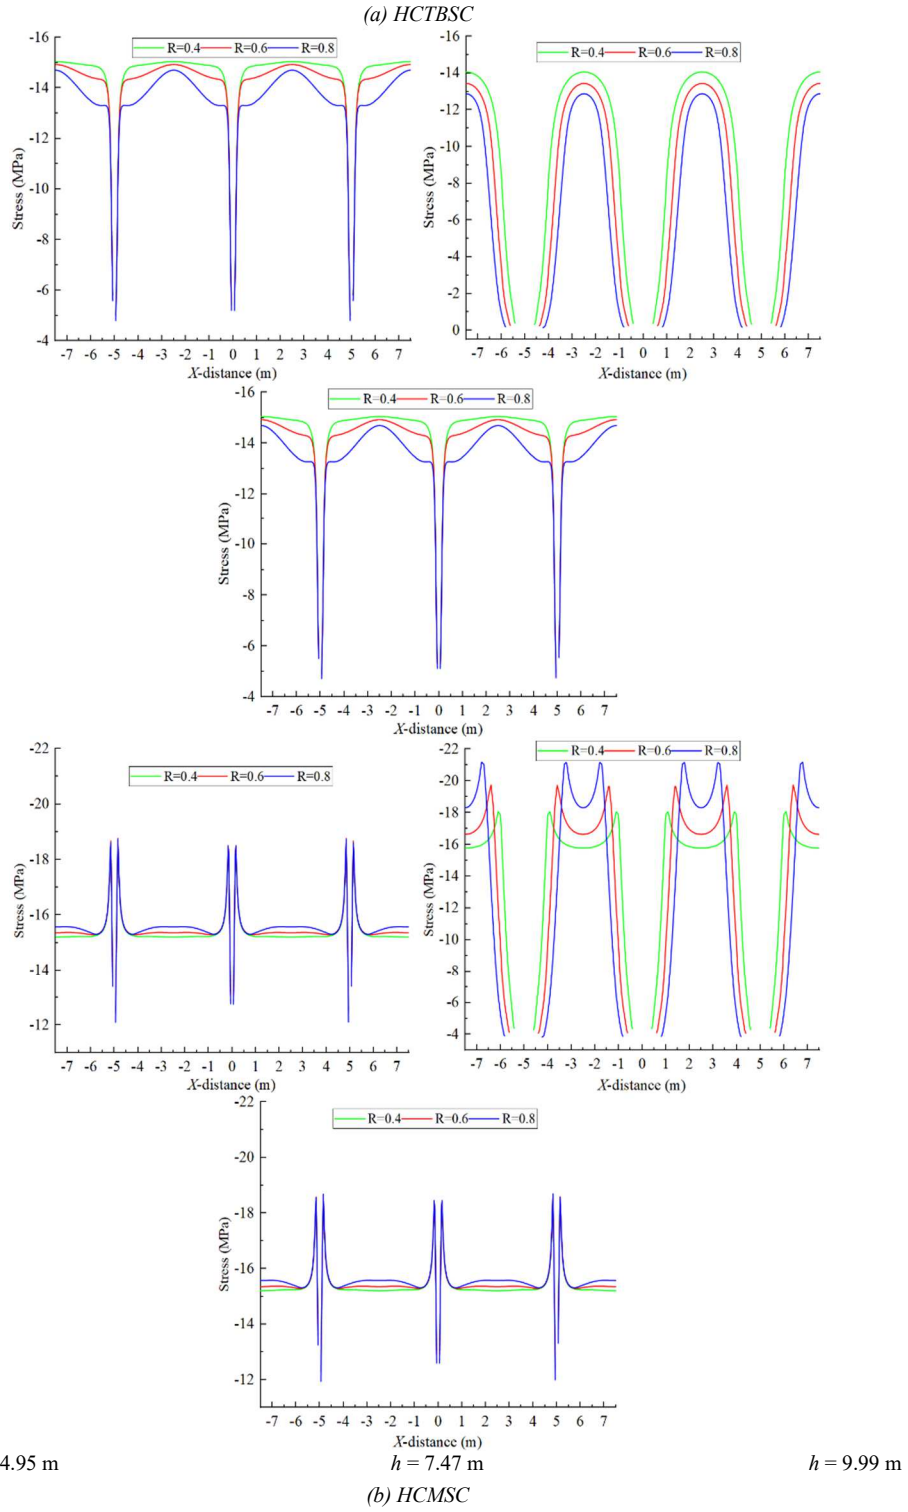 (a) HCTBSC
-16
-14
-12
-10
-8
-6
-4
R=0.4 R=0.6 R=0.8
Stress (MPa)
-7 -6 -5 -4 -3 -2 -1 0 1 2 3 4 5 6 7
X-distance (m)
-16
-14
-12
-10
-8
-6
-4
-2
0
R=0.4 R=0.6 R=0.8
Stress (MPa)
-7 -6 -5 -4 -3 -2 -1 0 1 2 3 4 5 6 7
X-distance (m)
-16
-14
-12
-10
-8
-6
-4
R=0.4 R=0.6 R=0.8
Stress (MPa)
-7 -6 -5 -4 -3 -2 -1 0 1 2 3 4 5 6 7
X-distance (m)
-22
-20
-18
-16
-14
-12
R=0.4 R=0.6 R=0.8
Stress (MPa)
-7 -6 -5 -4 -3 -2 -1 0 1 2 3 4 5 6 7
X-distance (m)
-22
-20
-18
-16
-14
-12
-10
-8
-6
-4
R=0.4 R=0.6 R=0.8
Stress (MPa)
-7 -6 -5 -4 -3 -2 -1 0 1 2 3 4 5 6 7
X-distance (m)
-22
-20
-18
-16
-14
-12
R=0.4 R=0.6 R=0.8
Stress (MPa)
-7 -6 -5 -4 -3 -2 -1 0 1 2 3 4 5 6 7
X-distance (m)
4.95 m h = 7.47 m h = 9.99 m
(b) HCMSC